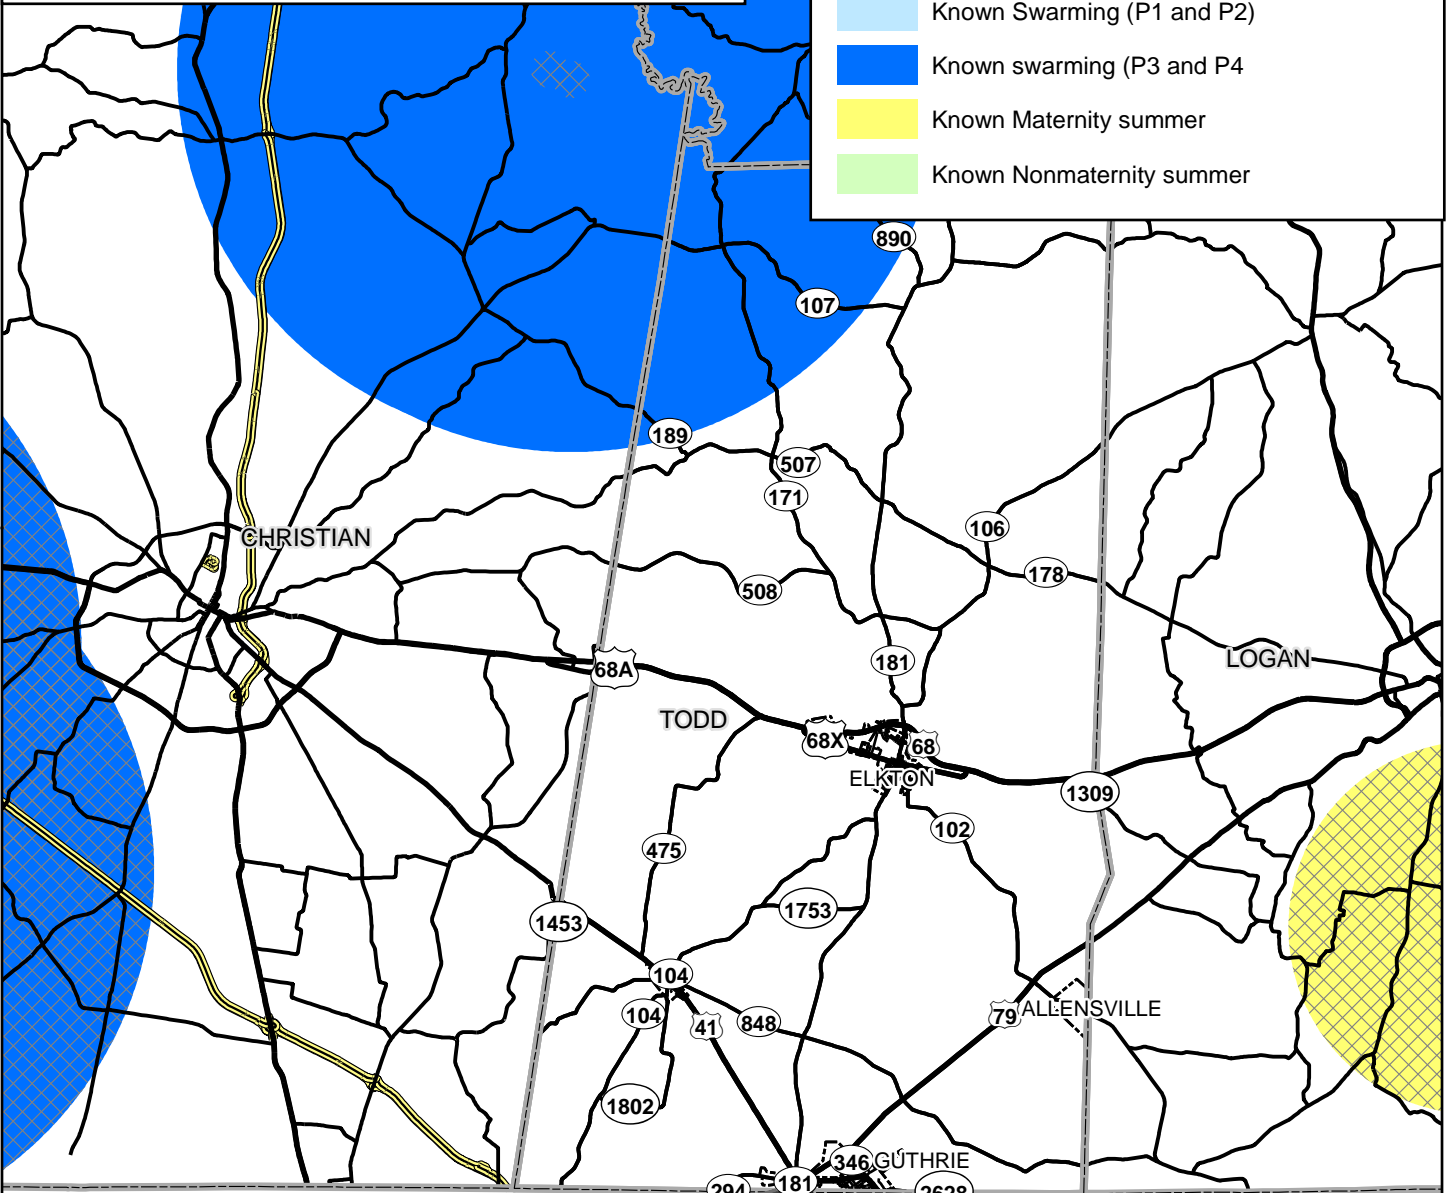 Known Swarming (P1 and P2)
Known swarming (P3 and P4
Known Maternity summer
Known Nonmaternity summer
890
107
189
507
171
106
CHRISTIAN
178
508
181
LOGAN
68A
TODD
68X
68
ELKTON
1309
102
475
1753
1453
104
104
41
848
79
ALLENSVILLE
1802
346
GUTHRIE
294
181
2628